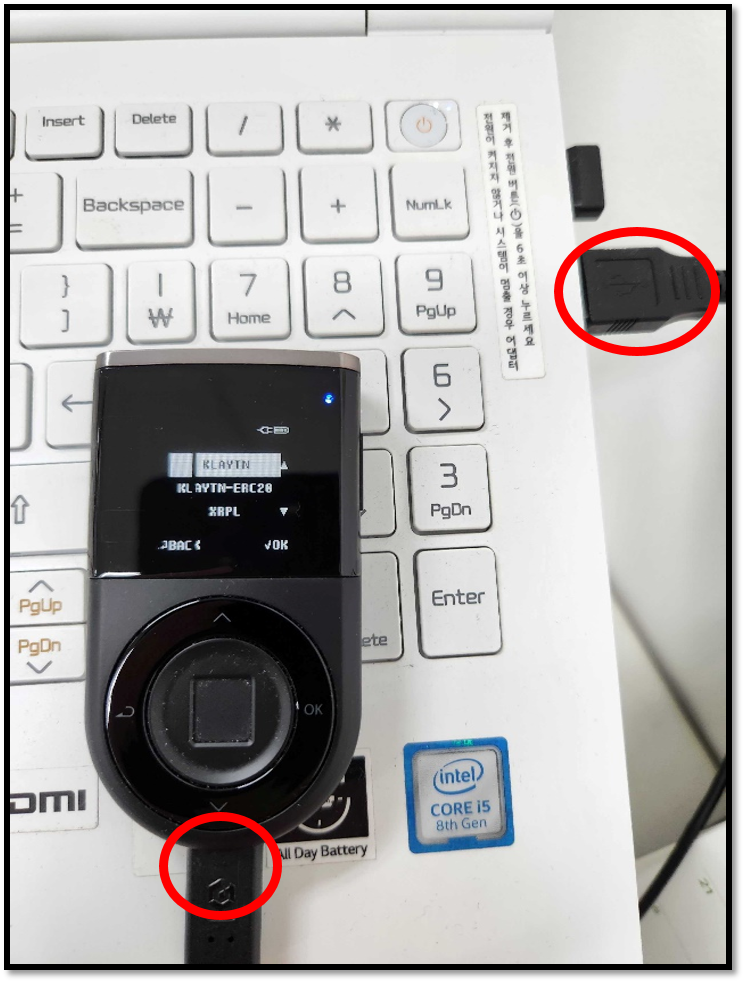 Insert
Delete
/
*
+
=
Backspace
-
+
NumLk
}
]
|
₩
7
Home
8
9
PgUp
6
3
PgDn
Enter
PgUp
PgDn
전원이 켜지지 않거나 시스템이 멈출 경우 어댑터
제거 후 전원 버튼(⏻)을 6초 이상 누르세요
KLAYTN
KLAYTN-ERC20
XRPL
BACK
√OK
OK
lete
DMI
All Day Battery
intel
CORE i5
8th Gen
21